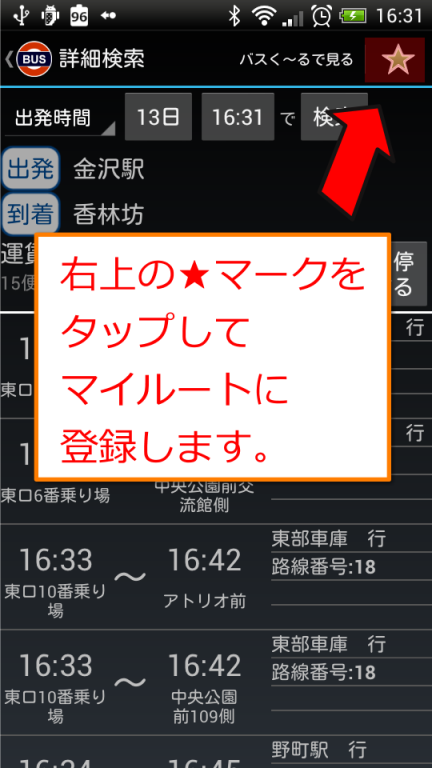 96 16:31
BUS 詳細検索 バスく～るで見る
出発時間 13日 16:31 で 検索
出発 金沢駅
到着 香林坊
運賃
15便
停
る
右上の★マークを
タップして
マイルートに
登録します。
行
1
東口
行
1
東口6番乗り場 中央公園前交
流館側
東部車庫 行
16:33 ～ 16:42 路線番号:18
東口10番乗り
場
アトリオ前
東部車庫 行
16:33 ～ 16:42 路線番号:18
東口10番乗り
場
中央公園
前109側
野町駅 行